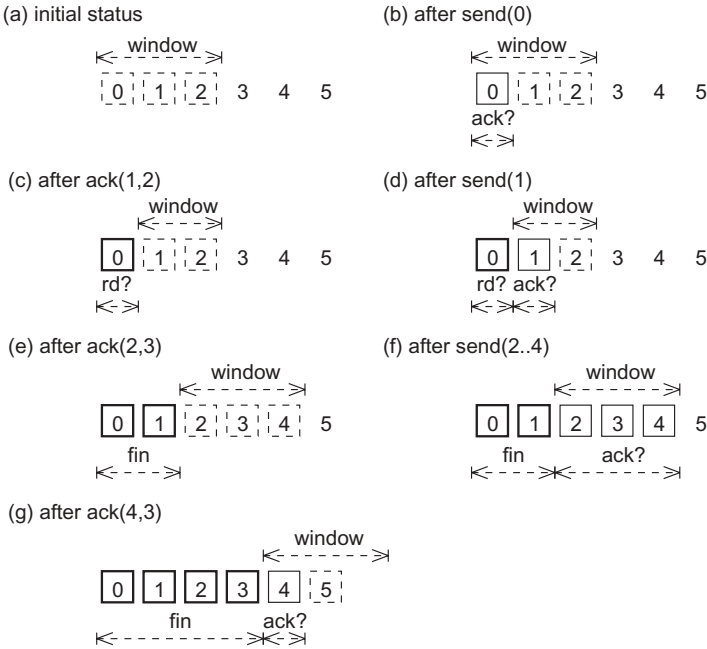 (a) initial status
window
0 1 2 3 4 5
(b) after send(0)
window
0 1 2 3 4 5
ack?
(c) after ack(1,2)
window
0 1 2 3 4 5
rd?
(d) after send(1)
window
0 1 2 3 4 5
rd? ack?
(e) after ack(2,3)
window
0 1 2 3 4 5
fin
(f) after send(2..4)
window
0 1 2 3 4 5
fin ack?
(g) after ack(4,3)
window
0 1 2 3 4 5
fin ack?